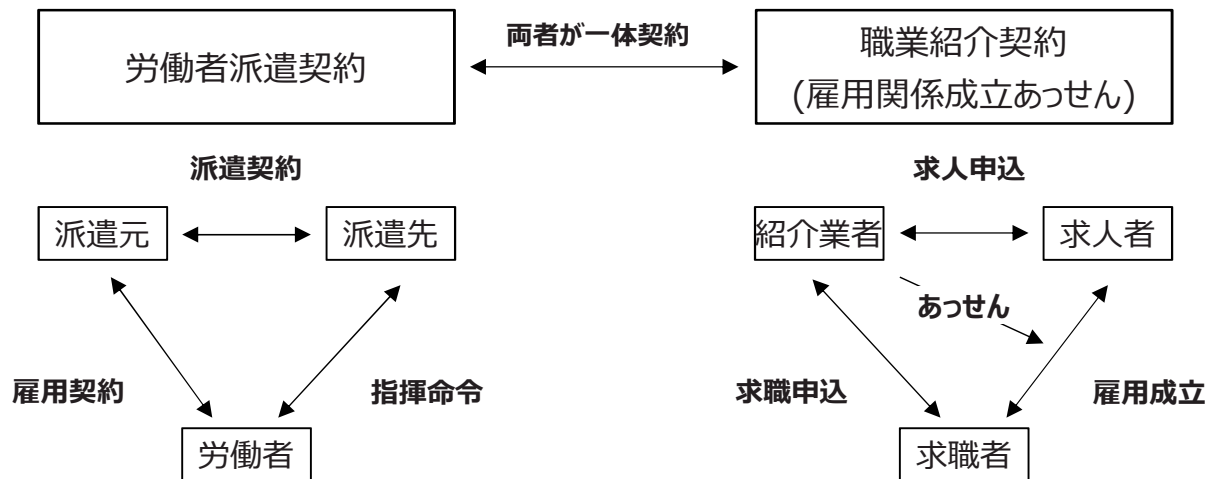 労働者派遣契約
両者が一体契約
職業紹介契約
(雇用関係成立あっせん)
派遣契約
求人申込
派遣元
派遣先
紹介業者
求人者
あっせん
雇用契約
指揮命令
求職申込
雇用成立
労働者
求職者